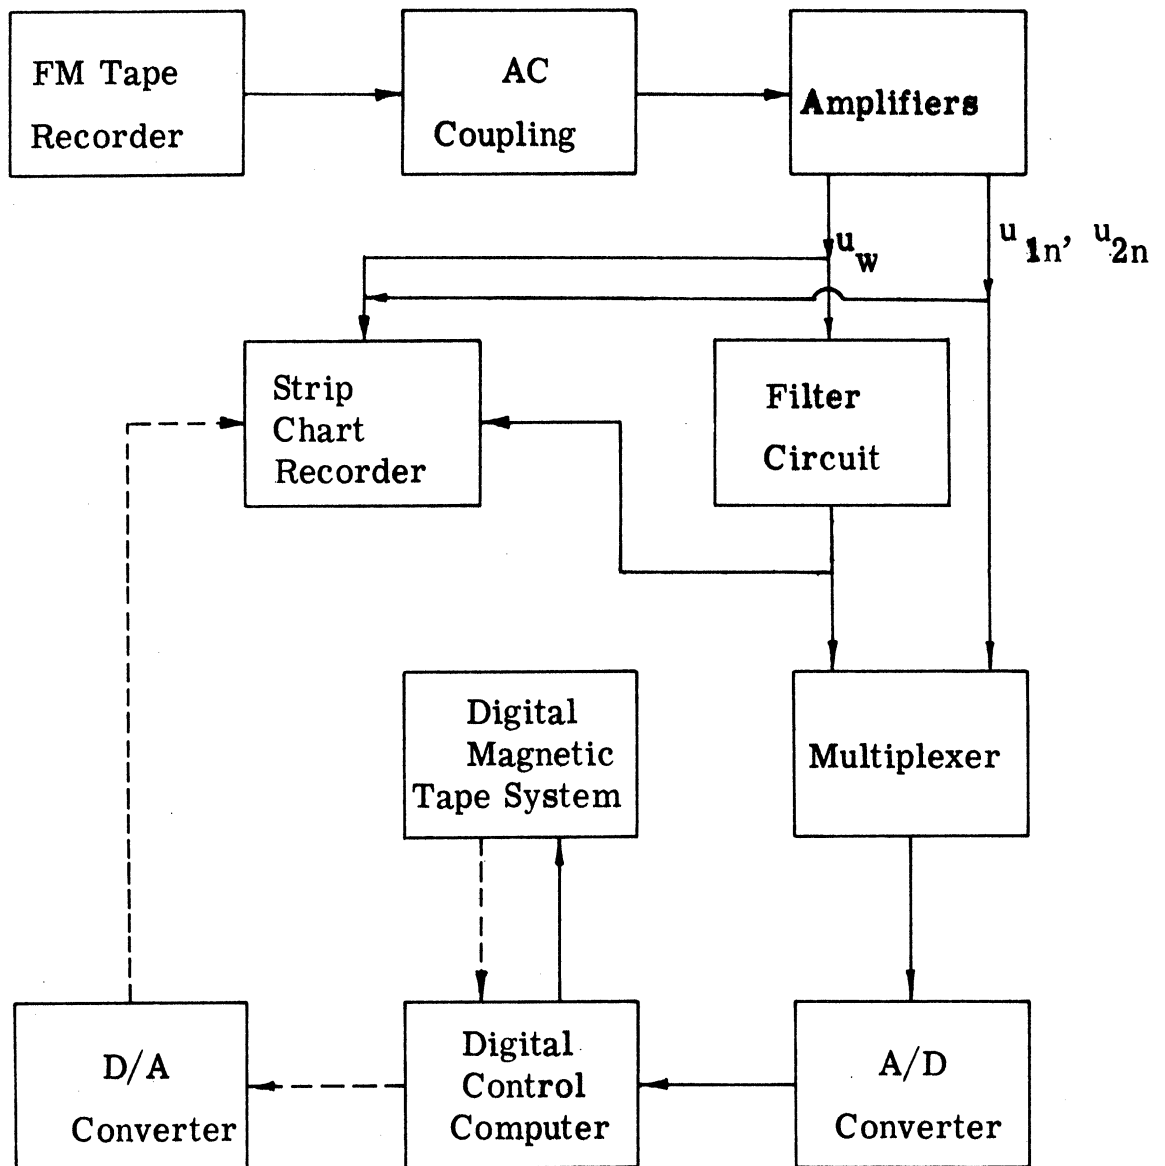 FM Tape
Recorder
AC
Coupling
Amplifiers
u_w
u_1n, u_2n
Strip
Chart
Recorder
Filter
Circuit
Digital
Magnetic
Tape System
Multiplexer
D/A
Converter
Digital
Control
Computer
A/D
Converter